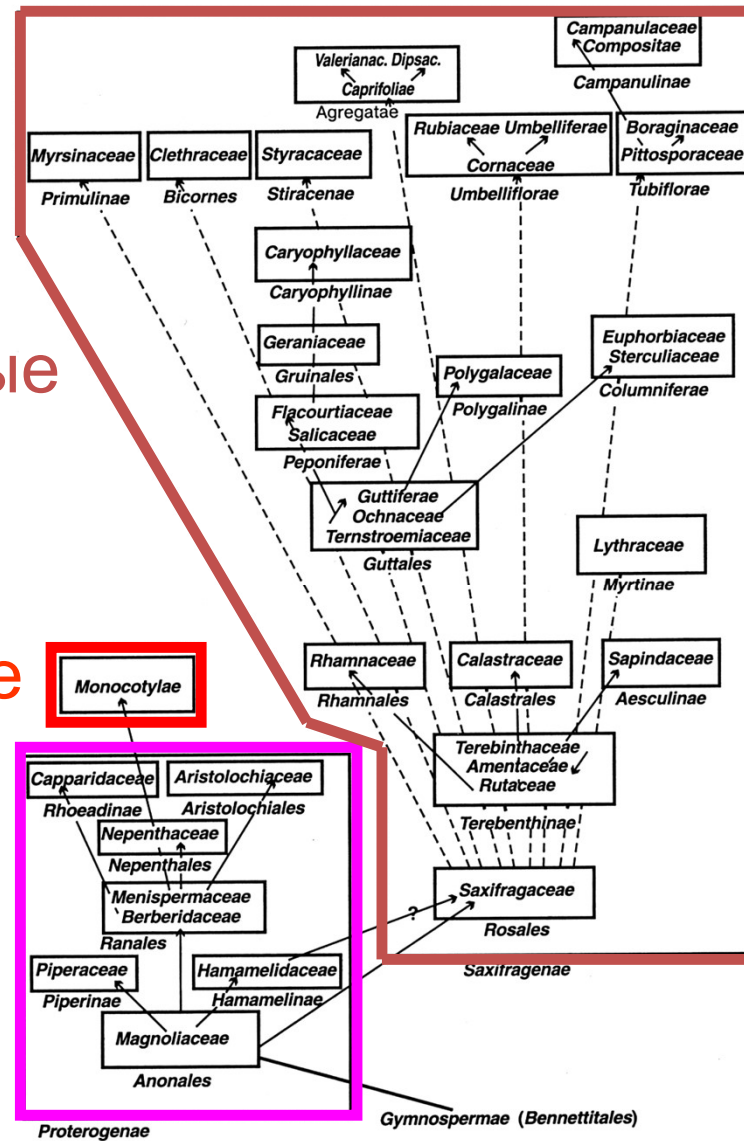 Campanulaceae
Compositae
Campanulinae
Valerianac. Dipsac.
Caprifoliae
Agregatae
Myrsinaceae
Primulinae
Clethraceae
Bicornes
Styracaceae
Stiracenae
Rubiaceae Umbelliferae
Cornaceae
Umbelliflorae
Boraginaceae
Pittosporaceae
Tubiflorae
Caryophyllaceae
Caryophyllinae
Geraniaceae
Gruinales
Euphorbiaceae
Sterculiaceae
Columniferae
ые
Polygalaceae
Polygalinae
Flacourtiaceae
Salicaceae
Peponiferae
Guttiferae
Ochnaceae
Ternstroemiaceae
Guttales
Lythraceae
Myrtinae
е
Monocotylae
Rhamnaceae
Rhamnales
Calastraceae
Calastrales
Sapindaceae
Aesculinae
Terebinthaceae
Amentaceae
Rutaceae
Terebenthinae
Capparidaceae
Rhoeadinae
Aristolochiaceae
Aristolochiales
Nepenthaceae
Nepenthales
Menispermaceae
Berberidaceae
Ranales
?
Saxifragaceae
Rosales
Saxifragenae
Piperaceae
Piperinae
Hamamelidaceae
Hamamelinae
Magnoliaceae
Anonales
Gymnospermae (Bennettitales)
Proterogenae